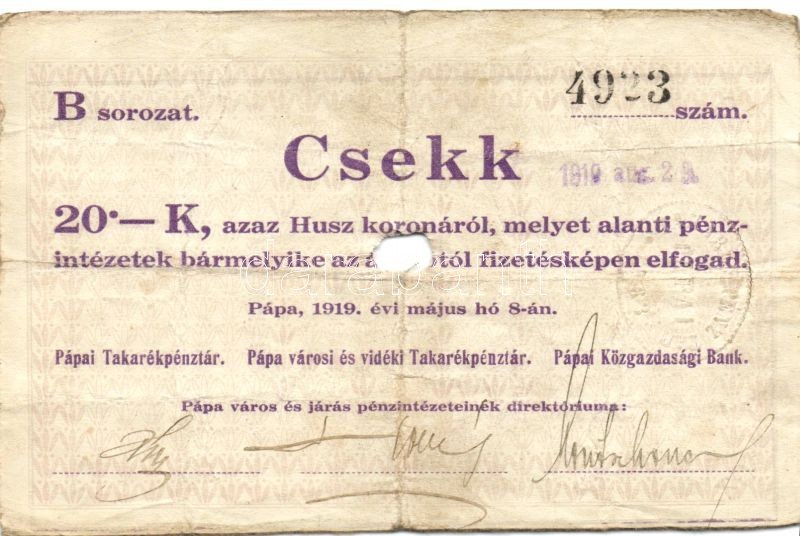 B sorozat. 4923 szám.
Csekk
1919 aug. 2
20·— K, azaz Husz koronáról, melyet alanti pénz-
intézetek bármelyike az á tól fizetésképen elfogad.
Pápa, 1919. évi május hó 8-án.
Pápai Takarékpénztár. Pápa városi és vidéki Takarékpénztár. Pápai Közgazdasági Bank.
Pápa város és járás pénzintézeteinék direktóriuma: